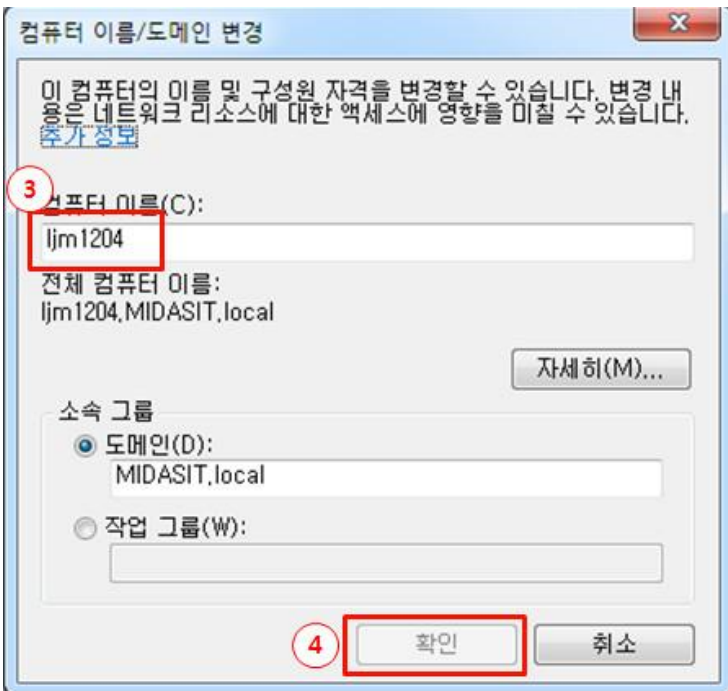 컴퓨터 이름/도메인 변경
이 컴퓨터의 이름 및 구성원 자격을 변경할 수 있습니다. 변경 내
용은 네트워크 리소스에 대한 액세스에 영향을 미칠 수 있습니다.
추가 정보
3
컴퓨터 이름(C):
ljm1204
전체 컴퓨터 이름:
ljm1204.MIDASIT.local
자세히(M)...
소속 그룹
도메인(D):
MIDASIT.local
작업 그룹(W):
4
확인
취소